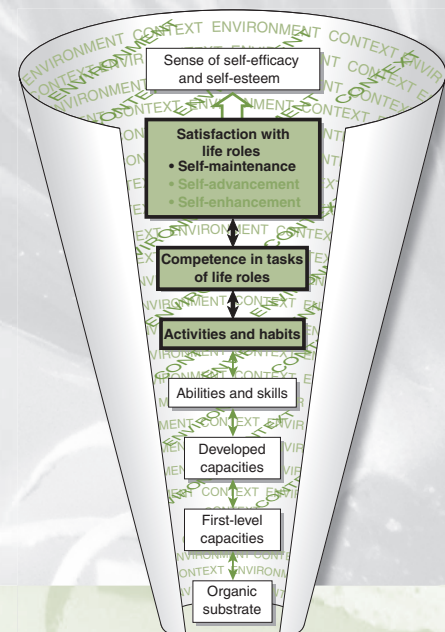 ENVIRONMENT CONTEXT ENVIRONMENT CONTEXT ENVIRONMENT CONTEXT
Sense of self-efficacy
and self-esteem
Satisfaction with
life roles
• Self-maintenance
• Self-advancement
• Self-enhancement
Competence in tasks
of life roles
Activities and habits
Abilities and skills
Developed
capacities
First-level
capacities
Organic
substrate